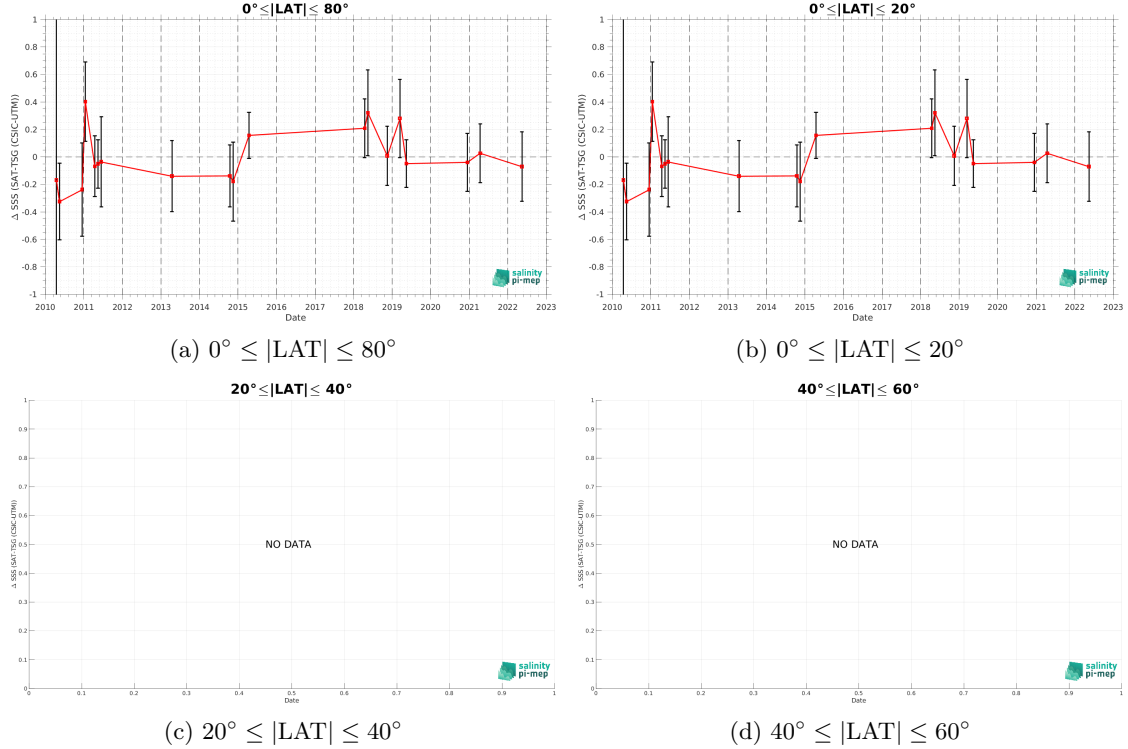 0°≤|LAT|≤ 80°
Δ SSS (SAT-TSG (CSIC-UTM))
1
0.8
0.6
0.4
0.2
0
-0.2
-0.4
-0.6
-0.8
-1
2010 2011 2012 2013 2014 2015 2016 2017 2018 2019 2020 2021 2022 2023
Date
salinity
pi-mep
(a) 0° ≤ |LAT| ≤ 80°
0°≤|LAT|≤ 20°
Δ SSS (SAT-TSG (CSIC-UTM))
1
0.8
0.6
0.4
0.2
0
-0.2
-0.4
-0.6
-0.8
-1
2010 2011 2012 2013 2014 2015 2016 2017 2018 2019 2020 2021 2022 2023
Date
salinity
pi-mep
(b) 0° ≤ |LAT| ≤ 20°
20°≤|LAT|≤ 40°
Δ SSS (SAT-TSG (CSIC-UTM))
1
0.9
0.8
0.7
0.6
0.5
0.4
0.3
0.2
0.1
0
NO DATA
0 0.1 0.2 0.3 0.4 0.5 0.6 0.7 0.8 0.9 1
Date
salinity
pi-mep
(c) 20° ≤ |LAT| ≤ 40°
40°≤|LAT|≤ 60°
Δ SSS (SAT-TSG (CSIC-UTM))
1
0.9
0.8
0.7
0.6
0.5
0.4
0.3
0.2
0.1
0
NO DATA
0 0.1 0.2 0.3 0.4 0.5 0.6 0.7 0.8 0.9 1
Date
salinity
pi-mep
(d) 40° ≤ |LAT| ≤ 60°